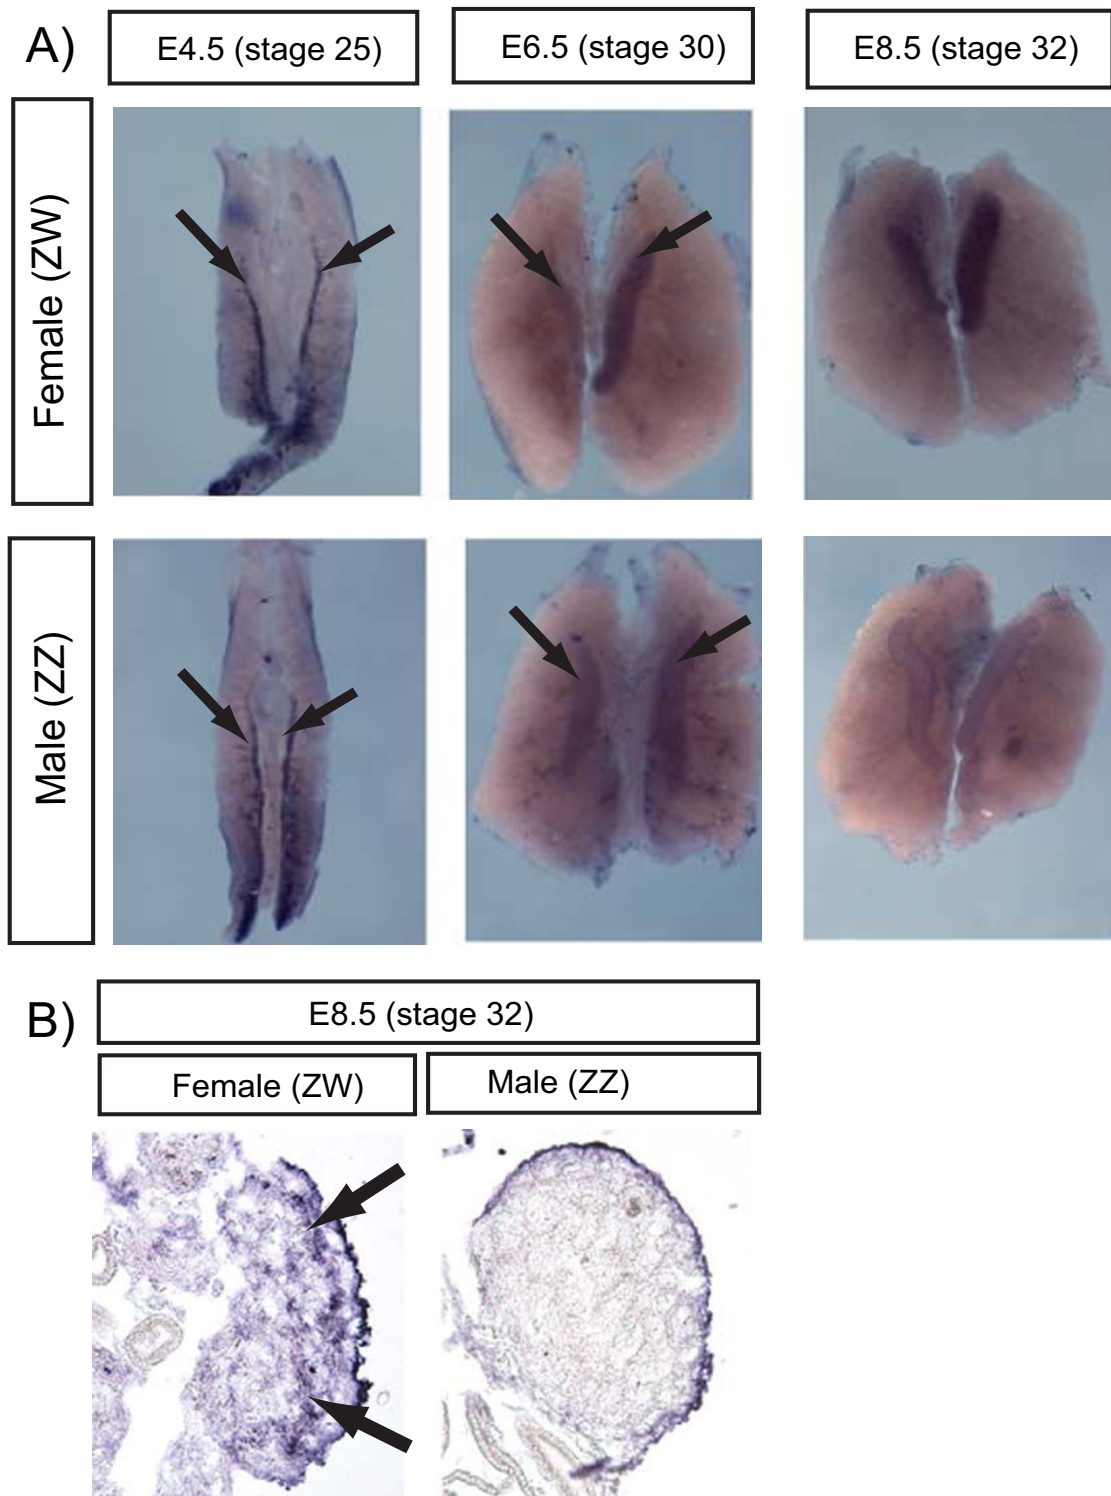 A)
E4.5 (stage 25)
E6.5 (stage 30)
E8.5 (stage 32)
Female (ZW)
Male (ZZ)
B)
E8.5 (stage 32)
Female (ZW)
Male (ZZ)